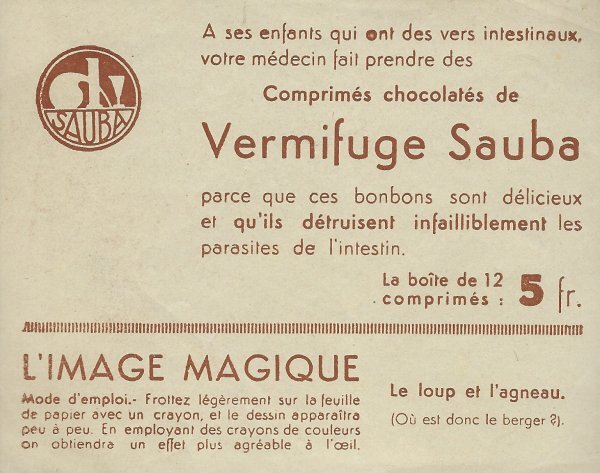 SAUBA
A ses enfants qui ont des vers intestinaux,
votre médecin fait prendre des
Comprimés chocolatés de
Vermifuge Sauba
parce que ces bonbons sont délicieux
et qu'ils détruisent infailliblement les
parasites de l'intestin.
La boîte de 12
comprimés : 5 fr.
L'IMAGE MAGIQUE
Mode d'emploi.- Frottez légèrement sur la feuille
de papier avec un crayon, et le dessin apparaîtra
peu à peu. En employant des crayons de couleurs
on obtiendra un effet plus agréable à l'œil.
Le loup et l'agneau.
(Où est donc le berger ?).